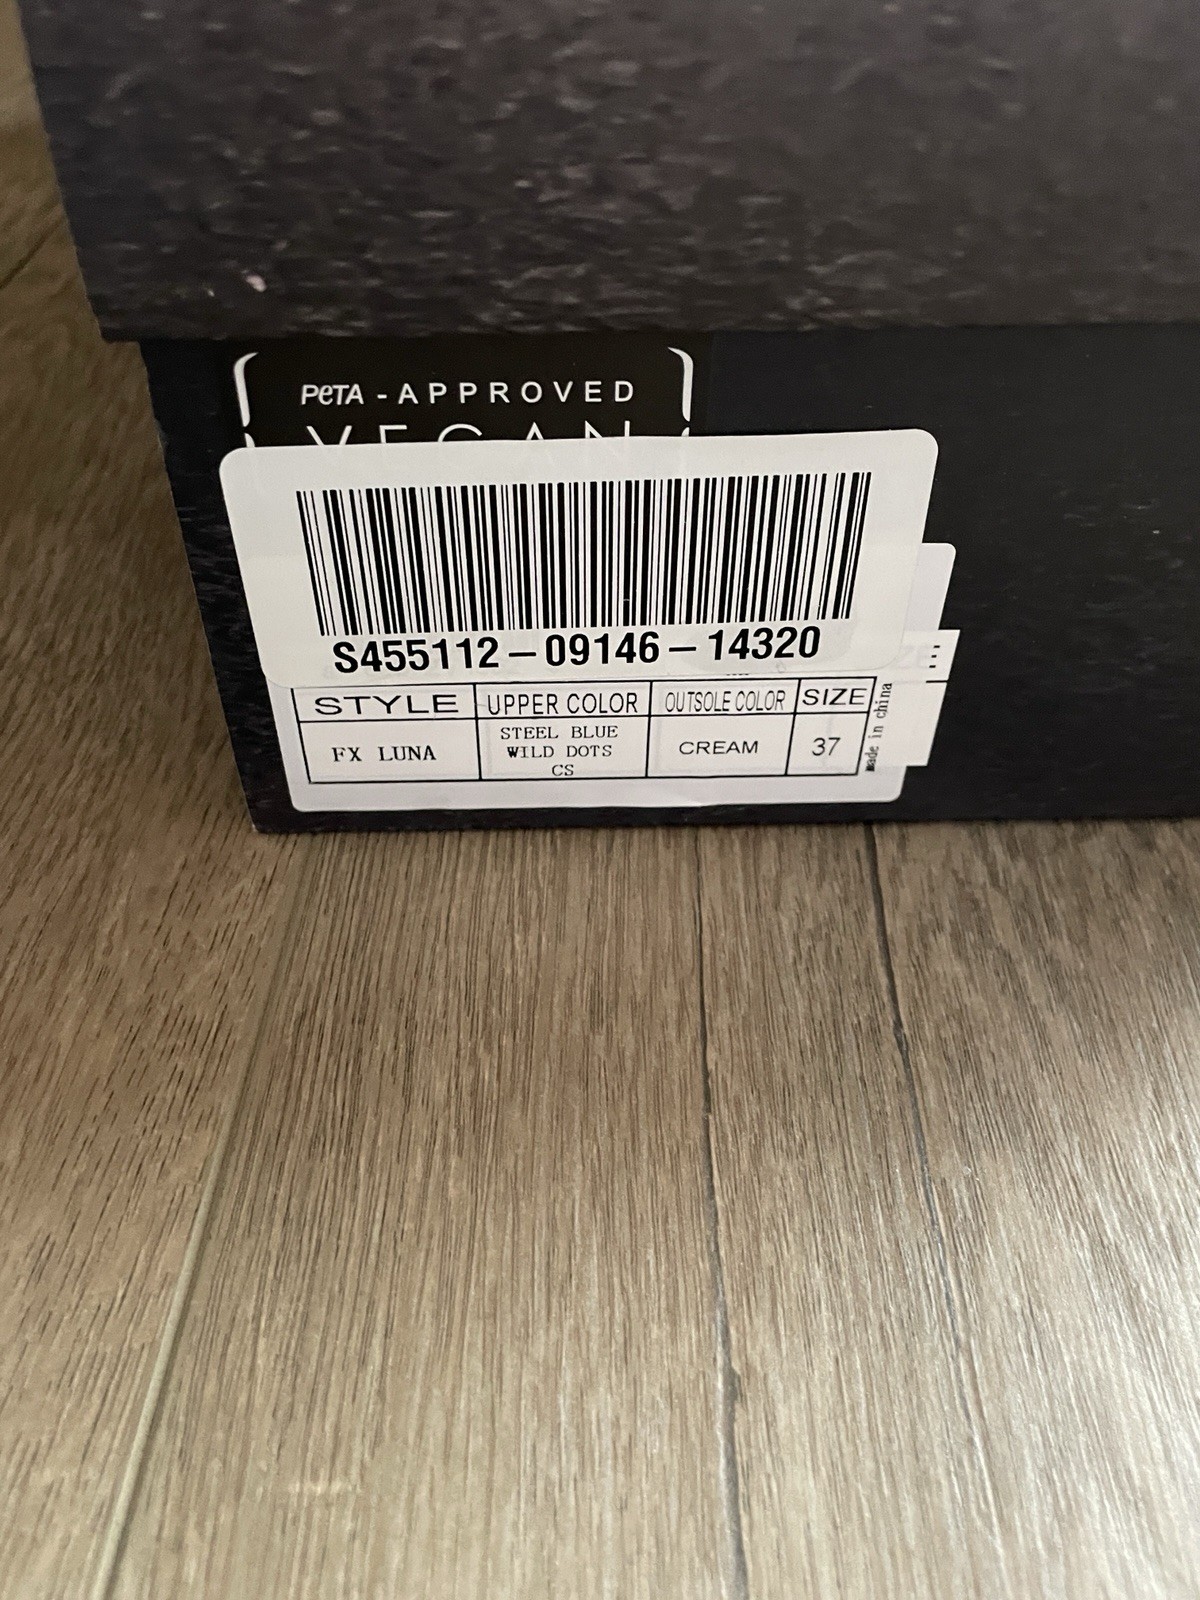 PeTA - APPROVED
VEGAN
S455112-09146-14320
STYLE UPPER COLOR OUTSOLE COLOR SIZE
FX LUNA STEEL BLUE WILD DOTS CS CREAM 37
made in china